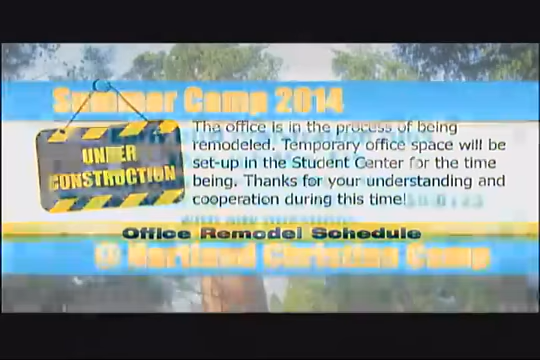 Summer Camp 2014
The office is in the process of being
remodeled. Temporary office space will be
set-up in the Student Center for the time
being. Thanks for your understanding and
cooperation during this time!
UNDER
CONSTRUCTION
Office Remodel Schedule
@ Hartland Christian Camp